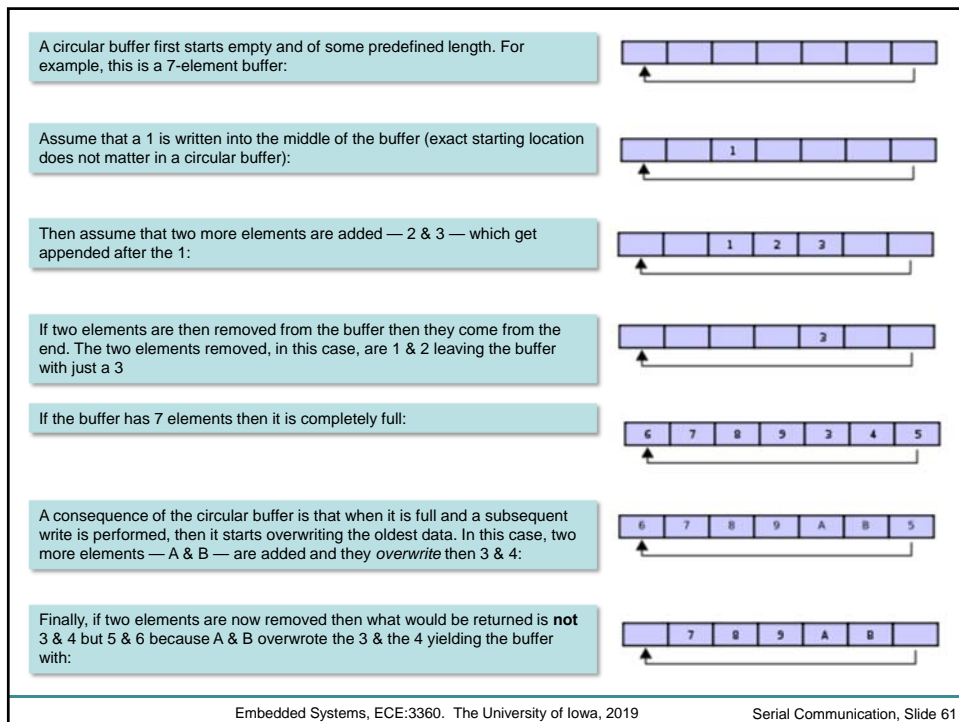 A circular buffer first starts empty and of some predefined length. For
example, this is a 7-element buffer:
Assume that a 1 is written into the middle of the buffer (exact starting location
does not matter in a circular buffer):
1
Then assume that two more elements are added — 2 & 3 — which get
appended after the 1:
1 2 3
If two elements are then removed from the buffer then they come from the
end. The two elements removed, in this case, are 1 & 2 leaving the buffer
with just a 3
3
If the buffer has 7 elements then it is completely full:
6 7 8 9 3 4 5
A consequence of the circular buffer is that when it is full and a subsequent
write is performed, then it starts overwriting the oldest data. In this case, two
more elements — A & B — are added and they overwrite then 3 & 4:
6 7 8 9 A B 5
Finally, if two elements are now removed then what would be returned is not
3 & 4 but 5 & 6 because A & B overwrote the 3 & the 4 yielding the buffer
with:
7 8 9 A B
Embedded Systems, ECE:3360. The University of Iowa, 2019 Serial Communication, Slide 61